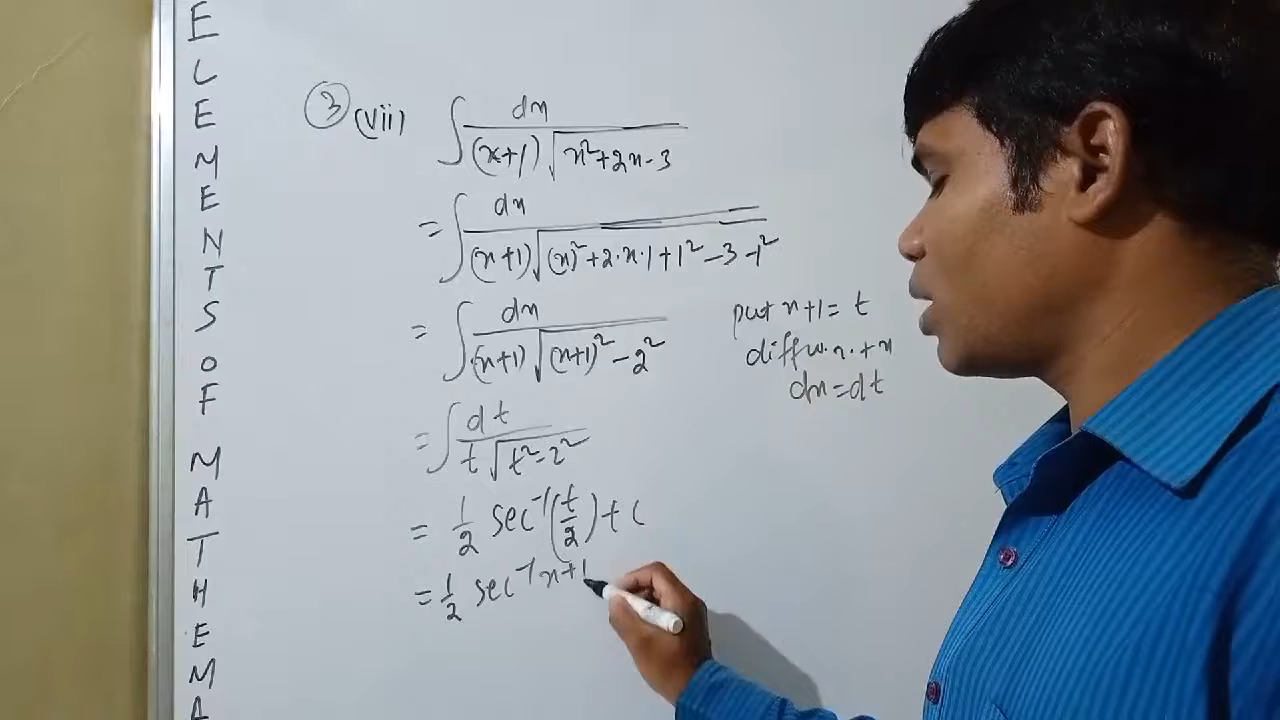 ELEMENTS OF MATHEMA
③ (vii) ∫ dx / (x+1)√(x²+2x-3)
= ∫ dx / (x+1)√((x)²+2·x·1+1²-3-1²)
= ∫ dx / (x+1)√((x+1)²-2²)
put x+1 = t
diff w.r.t x
dx = dt
= ∫ dt / t√(t²-2²)
= 1/2 sec⁻¹(t/2) + c
= 1/2 sec⁻¹ x+1